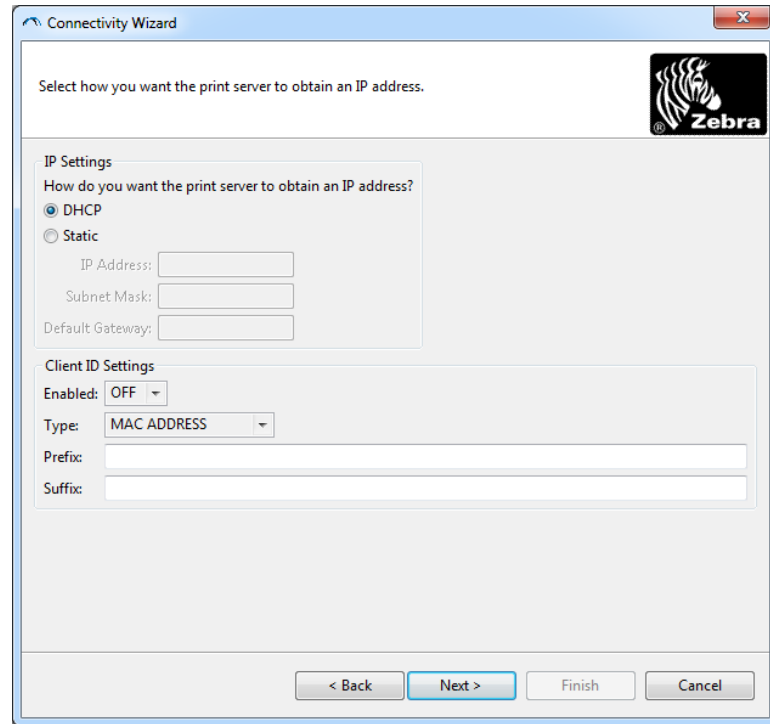 Connectivity Wizard
Select how you want the print server to obtain an IP address.
® Zebra
IP Settings
How do you want the print server to obtain an IP address?
DHCP
Static
IP Address:
Subnet Mask:
Default Gateway:
Client ID Settings
Enabled: OFF
Type: MAC ADDRESS
Prefix:
Suffix:
< Back Next > Finish Cancel